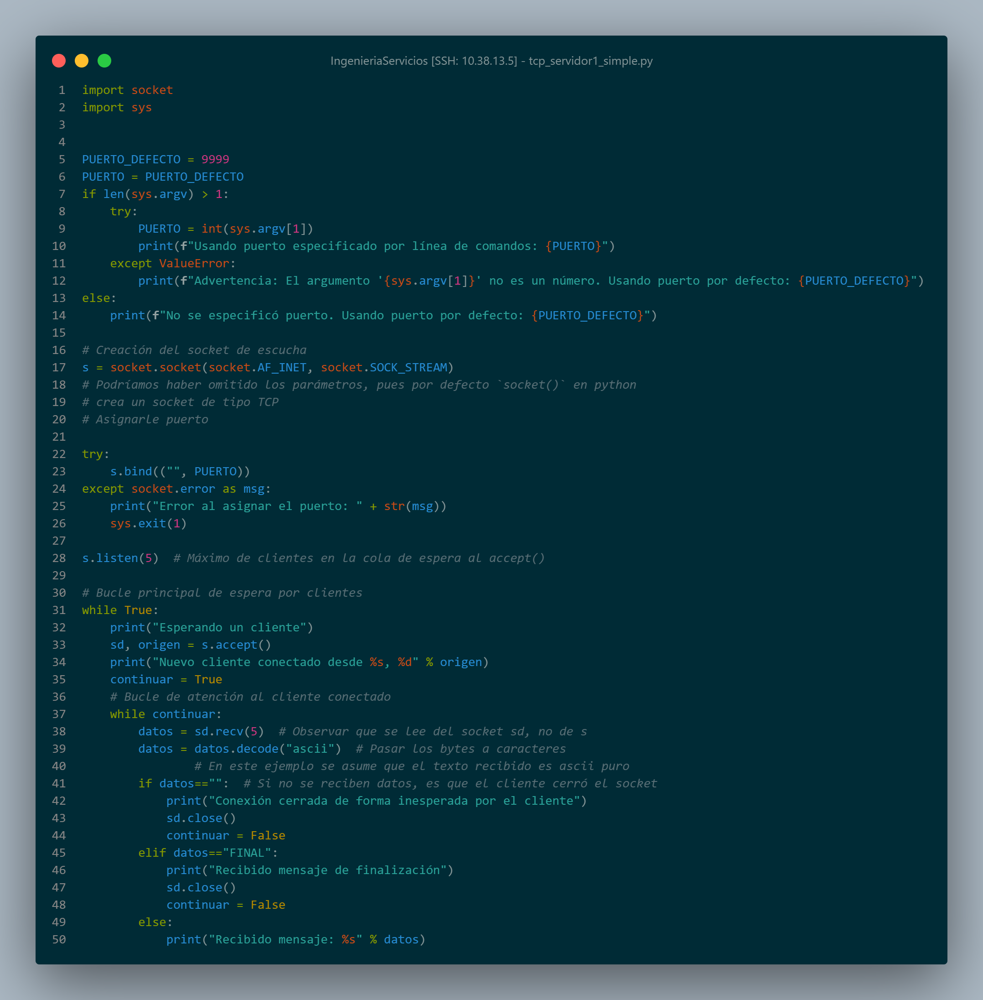 IngenieriaServicios [SSH: 10.38.13.5] - tcp_servidor1_simple.py
1 import socket
2 import sys
3
4
5 PUERTO_DEFECTO = 9999
6 PUERTO = PUERTO_DEFECTO
7 if len(sys.argv) > 1:
8     try:
9         PUERTO = int(sys.argv[1])
10         print(f"Usando puerto especificado por línea de comandos: {PUERTO}")
11     except ValueError:
12         print(f"Advertencia: El argumento '{sys.argv[1]}' no es un número. Usando puerto por defecto: {PUERTO_DEFECTO}")
13 else:
14     print(f"No se especificó puerto. Usando puerto por defecto: {PUERTO_DEFECTO}")
15
16 # Creación del socket de escucha
17 s = socket.socket(socket.AF_INET, socket.SOCK_STREAM)
18 # Podríamos haber omitido los parámetros, pues por defecto `socket()` en python
19 # crea un socket de tipo TCP
20 # Asignarle puerto
21
22 try:
23     s.bind(("", PUERTO))
24 except socket.error as msg:
25     print("Error al asignar el puerto: " + str(msg))
26     sys.exit(1)
27
28 s.listen(5)  # Máximo de clientes en la cola de espera al accept()
29
30 # Bucle principal de espera por clientes
31 while True:
32     print("Esperando un cliente")
33     sd, origen = s.accept()
34     print("Nuevo cliente conectado desde %s, %d" % origen)
35     continuar = True
36     # Bucle de atención al cliente conectado
37     while continuar:
38         datos = sd.recv(5)  # Observar que se lee del socket sd, no de s
39         datos = datos.decode("ascii")  # Pasar los bytes a caracteres
40                 # En este ejemplo se asume que el texto recibido es ascii puro
41         if datos=="":  # Si no se reciben datos, es que el cliente cerró el socket
42             print("Conexión cerrada de forma inesperada por el cliente")
43             sd.close()
44             continuar = False
45         elif datos=="FINAL":
46             print("Recibido mensaje de finalización")
47             sd.close()
48             continuar = False
49         else:
50             print("Recibido mensaje: %s" % datos)